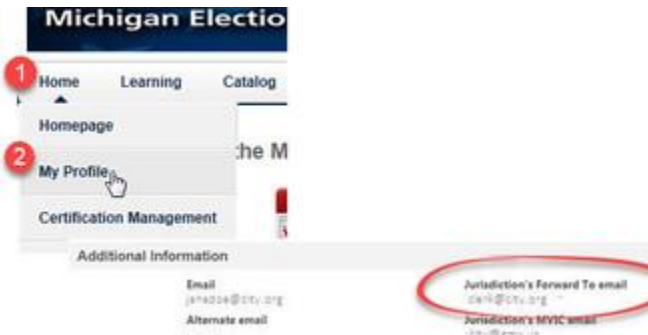 Michigan Electio
1
Home Learning Catalog
Homepage
the M
2
My Profile
Certification Management
Additional Information
Email Jurisdiction's Forward To email
janedoe@city.org clerk@city.org
Alternate email Jurisdiction's MVIC email